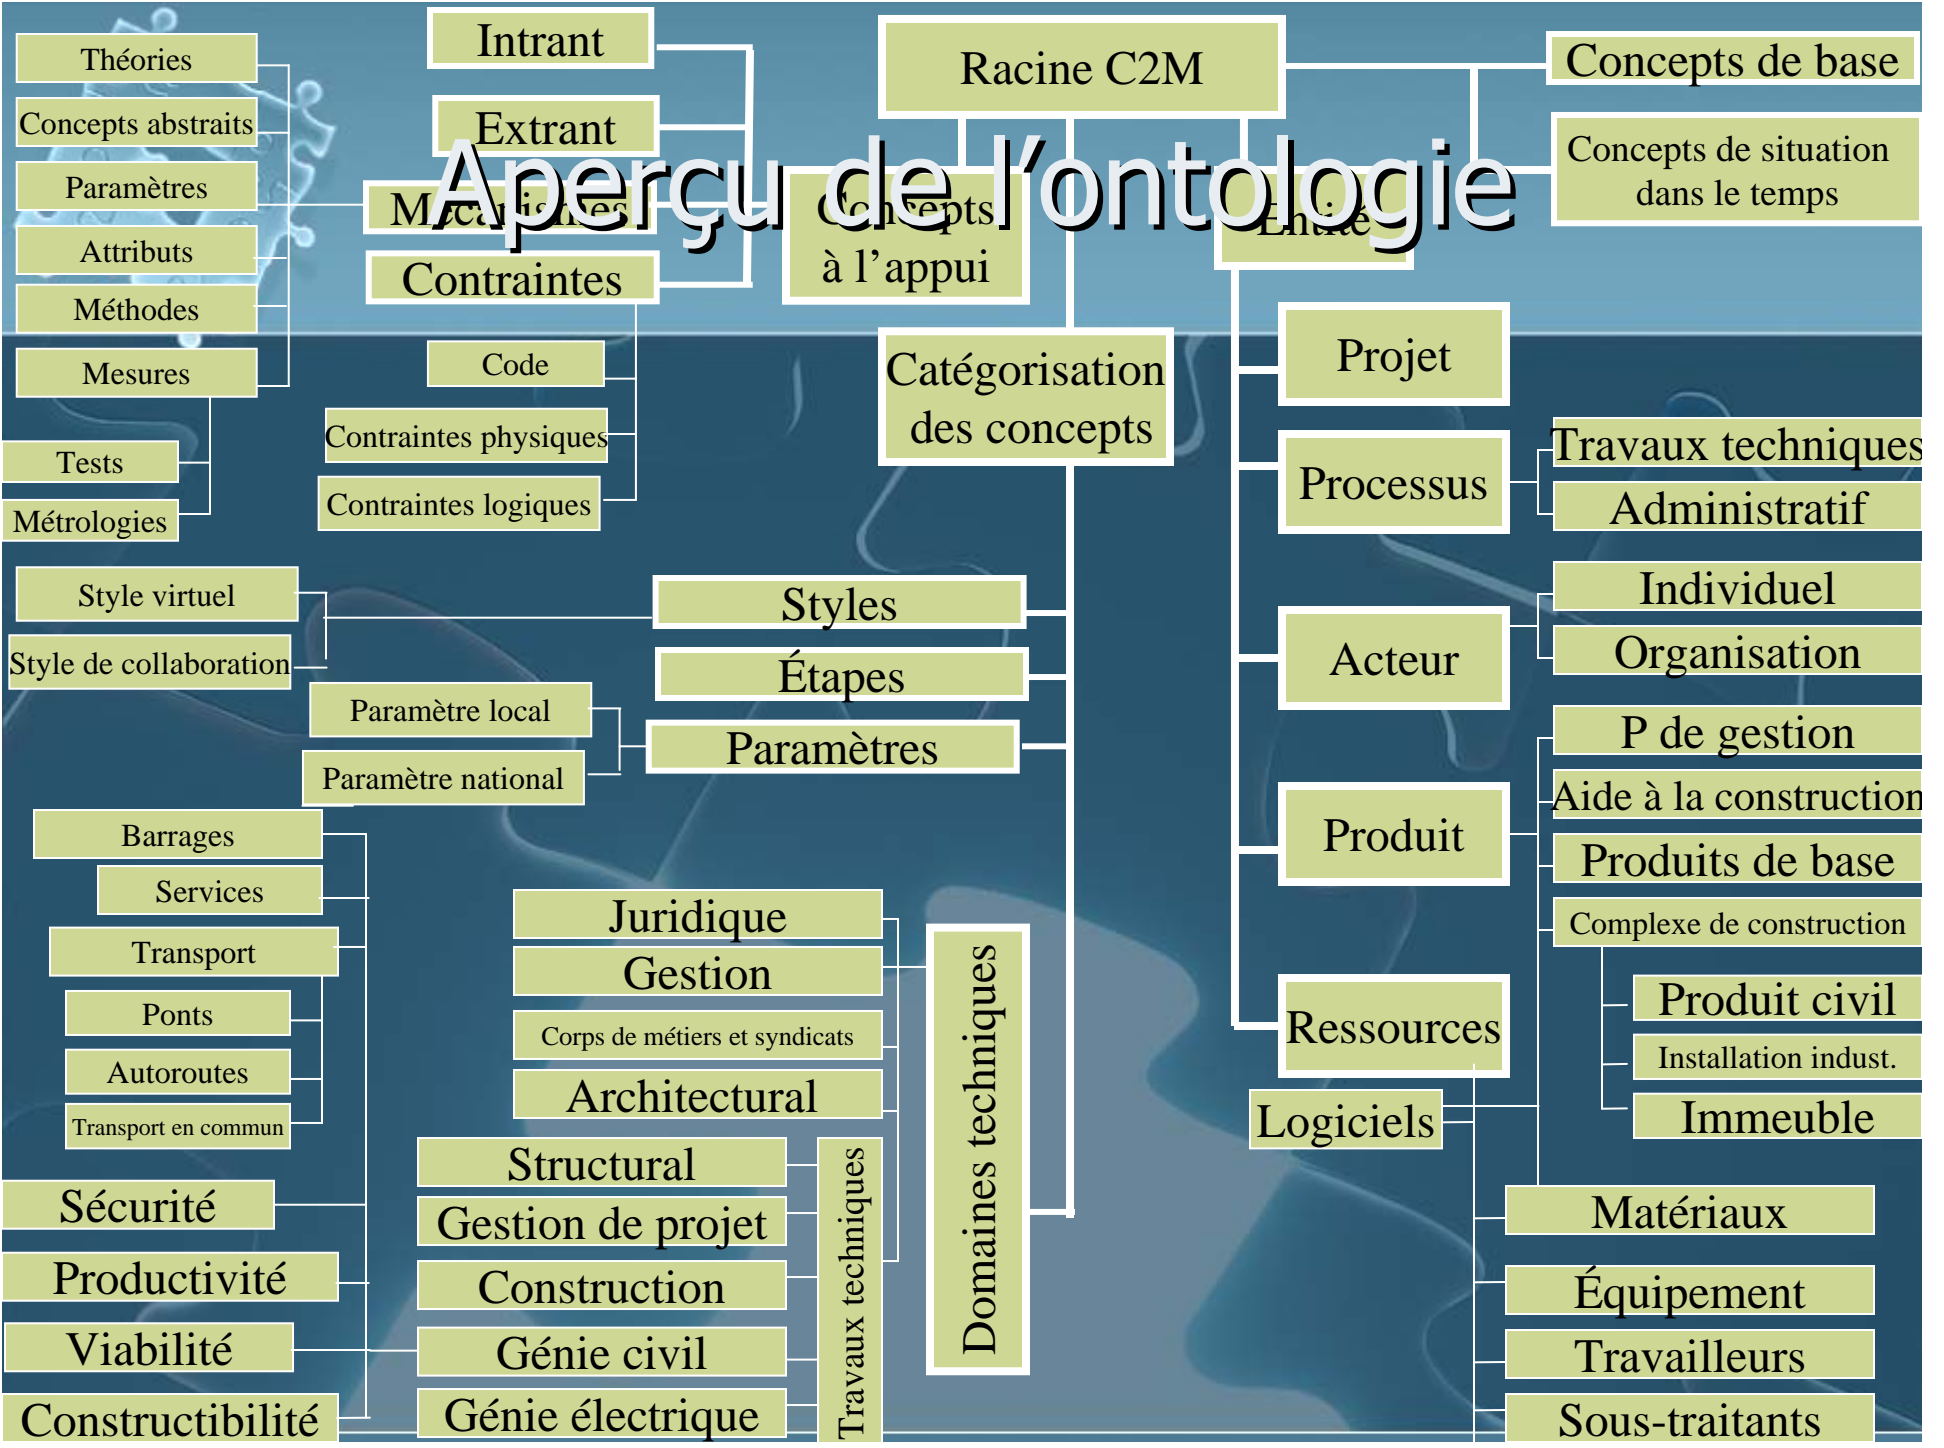 Aperçu de l’ontologie
Racine C2M
Concepts de base
Concepts de situation
dans le temps
Intrant
Extrant
Mécanismes
Contraintes
Concepts
à l’appui
Entité
Théories
Concepts abstraits
Paramètres
Attributs
Méthodes
Mesures
Tests
Métrologies
Code
Contraintes physiques
Contraintes logiques
Catégorisation
des concepts
Projet
Processus
Travaux techniques
Administratif
Acteur
Individuel
Organisation
Produit
P de gestion
Aide à la construction
Produits de base
Complexe de construction
Produit civil
Installation indust.
Immeuble
Ressources
Logiciels
Matériaux
Équipement
Travailleurs
Sous-traitants
Styles
Étapes
Paramètres
Style virtuel
Style de collaboration
Paramètre local
Paramètre national
Domaines techniques
Juridique
Gestion
Corps de métiers et syndicats
Architectural
Travaux techniques
Structural
Gestion de projet
Construction
Génie civil
Génie électrique
Barrages
Services
Transport
Ponts
Autoroutes
Transport en commun
Sécurité
Productivité
Viabilité
Constructibilité